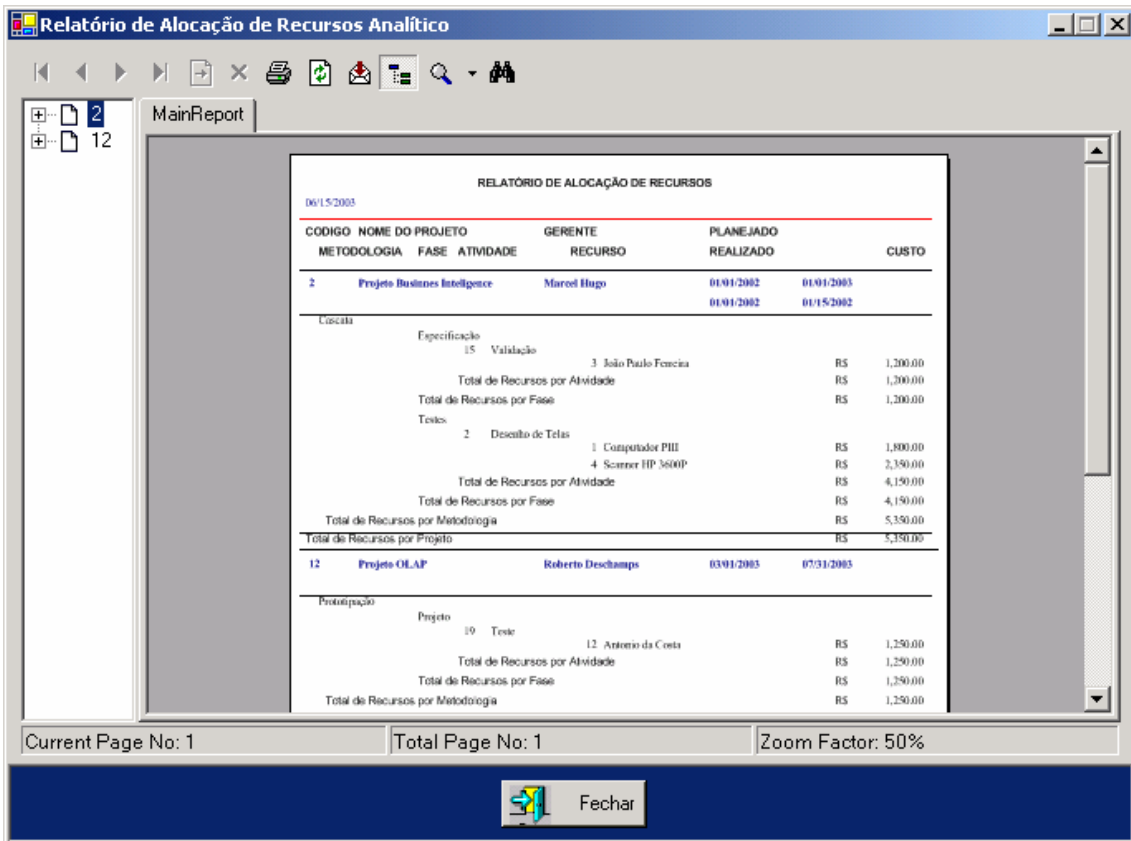 Relatório de Alocação de Recursos Analítico
2
12
MainReport
RELATÓRIO DE ALOCAÇÃO DE RECURSOS
06/15/2003
CODIGO NOME DO PROJETO GERENTE PLANEJADO
METODOLOGIA FASE ATIVIDADE RECURSO REALIZADO CUSTO
2 Projeto Businnes Inteligence Marcel Hugo 01/01/2002 01/01/2003
01/01/2002 01/15/2002
Cascata
Especificação
15 Validação
3 João Paulo Ferreira R$ 1,200.00
Total de Recursos por Atividade R$ 1,200.00
Total de Recursos por Fase R$ 1,200.00
Testes
2 Desenho de Telas
1 Computador PIII R$ 1,800.00
4 Scanner HP 3600P R$ 2,350.00
Total de Recursos por Atividade R$ 4,150.00
Total de Recursos por Fase R$ 4,150.00
Total de Recursos por Metodologia R$ 5,350.00
Total de Recursos por Projeto R$ 5,350.00
12 Projeto OLAP Roberto Deschamps 03/01/2003 07/31/2003
Prototipação
Projeto
19 Teste
12 Antonio da Costa R$ 1,250.00
Total de Recursos por Atividade R$ 1,250.00
Total de Recursos por Fase R$ 1,250.00
Total de Recursos por Metodologia R$ 1,250.00
Current Page No: 1 Total Page No: 1 Zoom Factor: 50%
Fechar